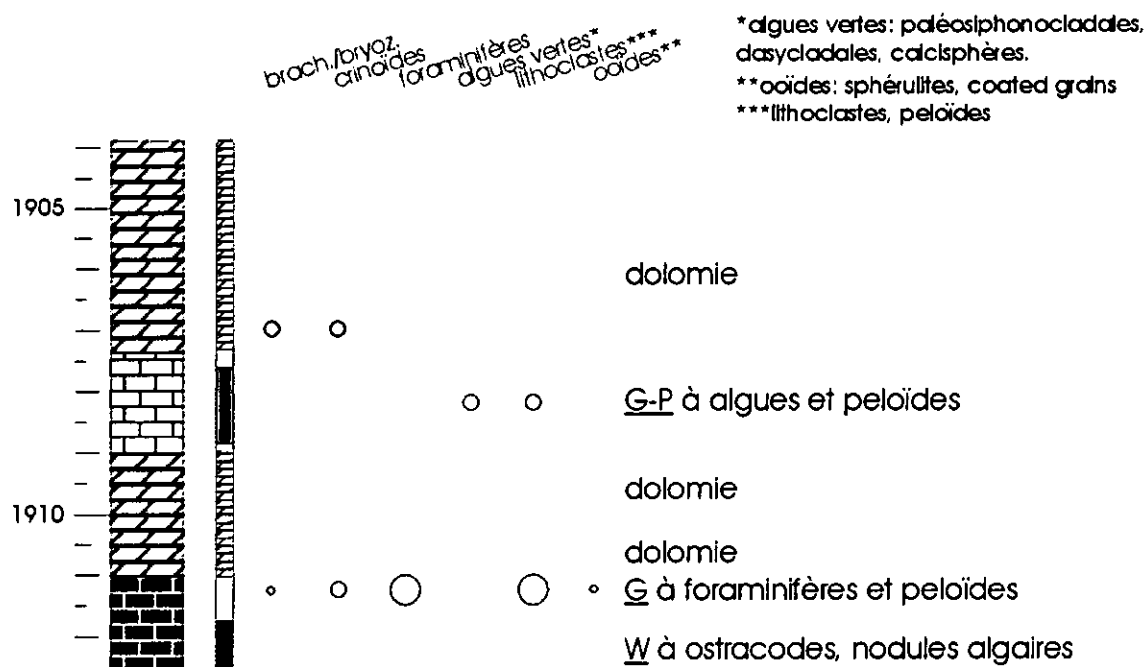 brach./bryoz.
crinoïdes
foraminifères
algues vertes*
lithoclastes***
ooïdes**
*algues vertes: paléosiphonocladales,
dasycladales, calcisphères.
**ooïdes: sphérulites, coated grains
***lithoclastes, peloïdes
1905
dolomie
G-P à algues et peloïdes
dolomie
1910
dolomie
G à foraminifères et peloïdes
W à ostracodes, nodules algaires